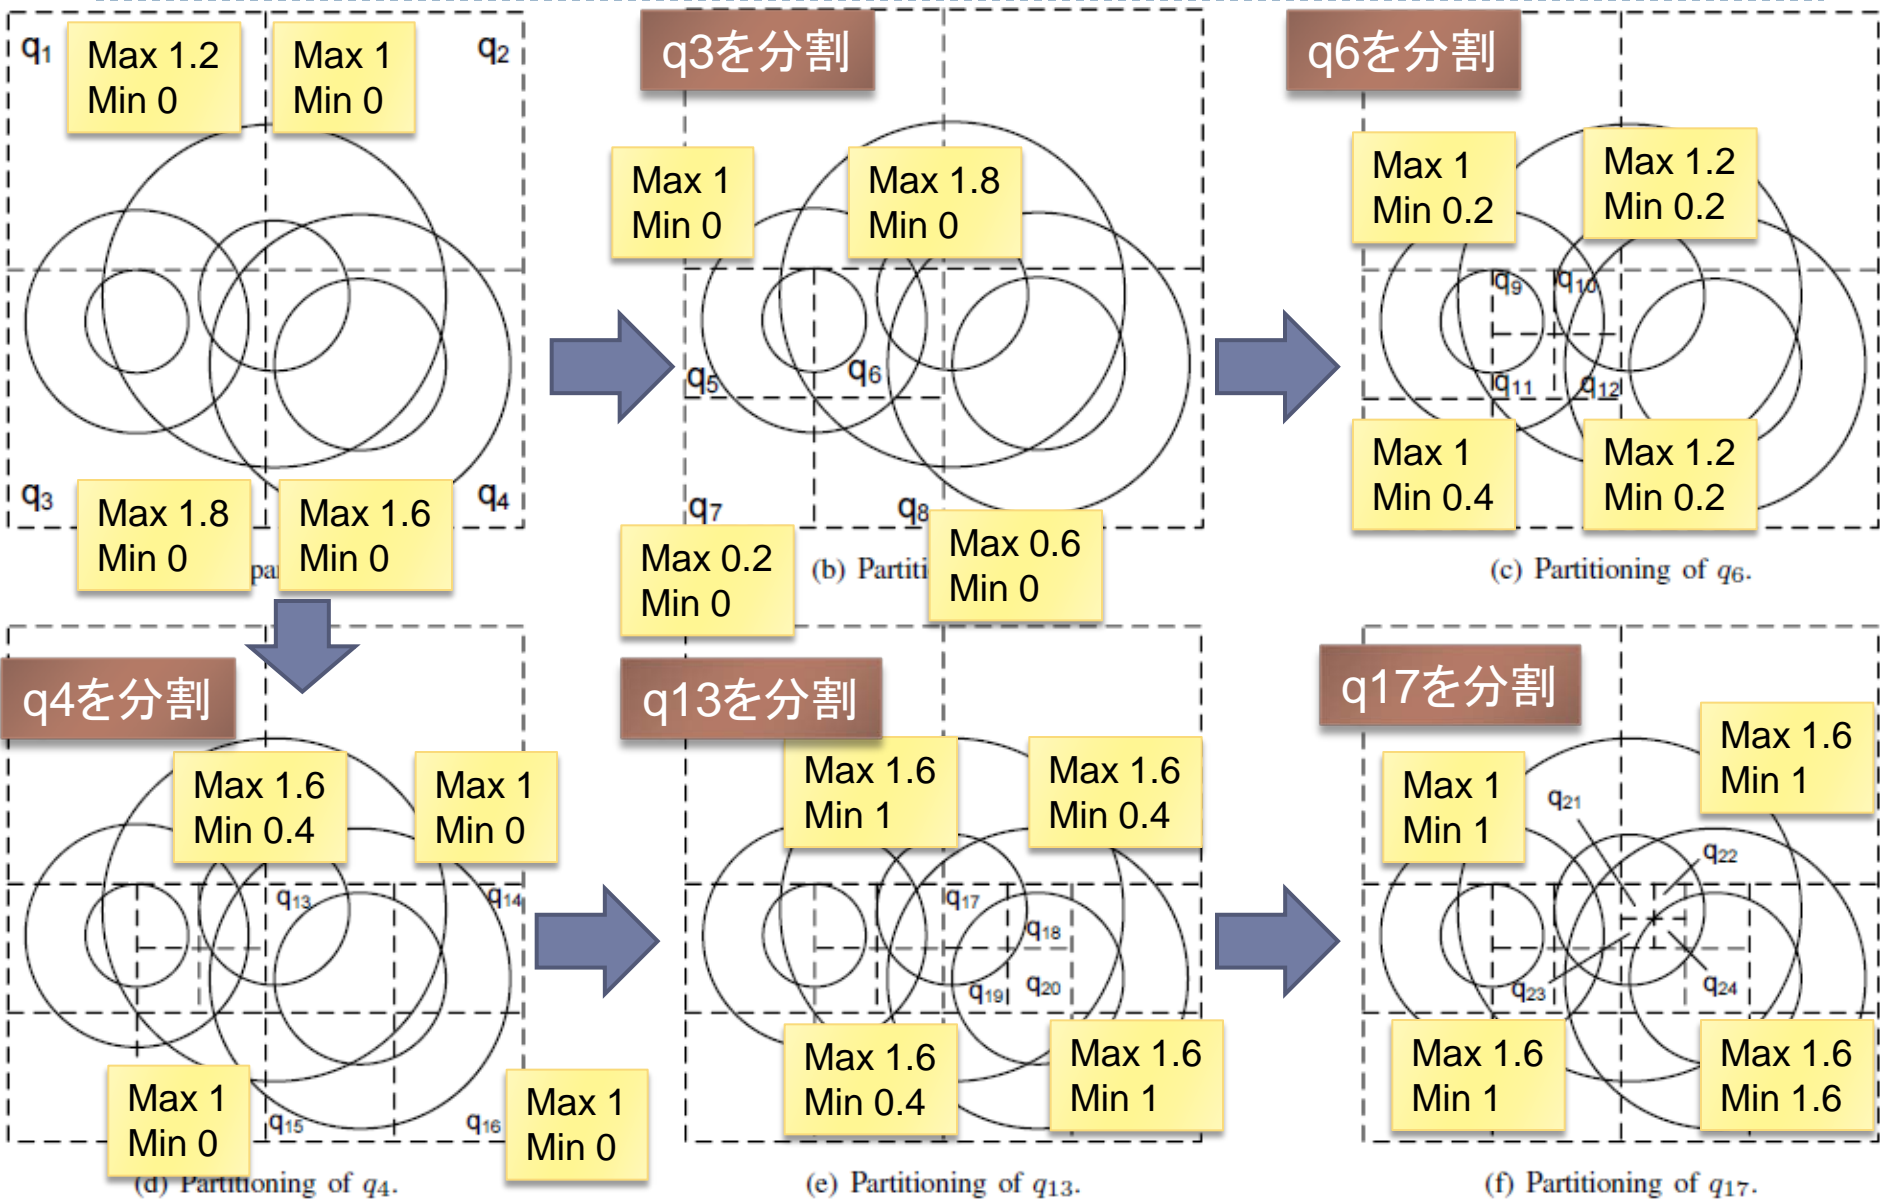 q1
Max 1.2
Min 0
Max 1
Min 0
q2
q3
Max 1.8
Min 0
Max 1.6
Min 0
q4
q3を分割
Max 1
Min 0
Max 1.8
Min 0
q5
q6
q7
q8
Max 0.2
Min 0
Max 0.6
Min 0
(b)
q6を分割
Max 1
Min 0.2
Max 1.2
Min 0.2
q9
q10
q11
q12
Max 1
Min 0.4
Max 1.2
Min 0.2
(c) Partitioning of q6.
q4を分割
Max 1.6
Min 0.4
Max 1
Min 0
q13
q14
Max 1
Min 0
q15
q16
Max 1
Min 0
(d) Partitioning of q4.
q13を分割
Max 1.6
Min 1
Max 1.6
Min 0.4
q17
q18
q19
q20
Max 1.6
Min 0.4
Max 1.6
Min 1
(e) Partitioning of q13.
q17を分割
Max 1
Min 1
q21
Max 1.6
Min 1
q22
q23
q24
Max 1.6
Min 1
Max 1.6
Min 1.6
(f) Partitioning of q17.